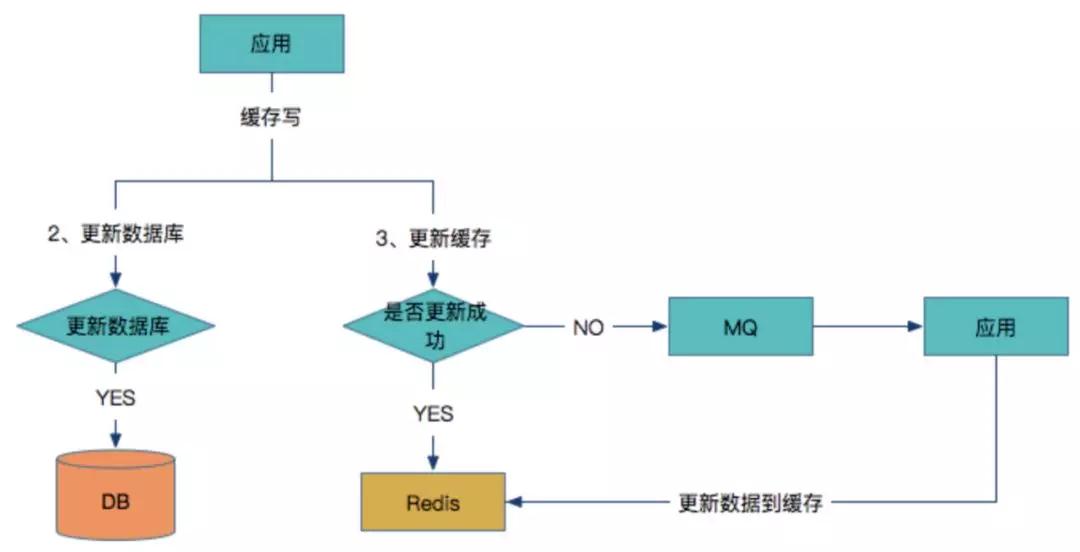 应用
缓存写
2、更新数据库
3、更新缓存
更新数据库
是否更新成
功
NO
MQ
应用
YES
YES
DB
Redis
更新数据到缓存